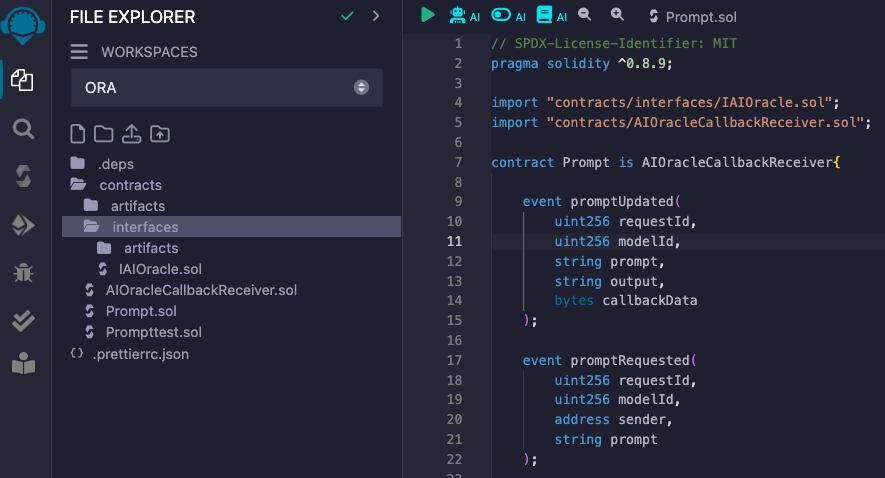 FILE EXPLORER
WORKSPACES
ORA
.deps
contracts
artifacts
interfaces
artifacts
IAIOracle.sol
AIOracleCallbackReceiver.sol
Prompt.sol
Prompttest.sol
.prettierrc.json
AI AI AI Prompt.sol
1 // SPDX-License-Identifier: MIT
2 pragma solidity ^0.8.9;
3
4 import "contracts/interfaces/IAIOracle.sol";
5 import "contracts/AIOracleCallbackReceiver.sol";
6
7 contract Prompt is AIOracleCallbackReceiver{
8
9 event promptUpdated(
10 uint256 requestId,
11 uint256 modelId,
12 string prompt,
13 string output,
14 bytes callbackData
15 );
16
17 event promptRequested(
18 uint256 requestId,
19 uint256 modelId,
20 address sender,
21 string prompt
22 );